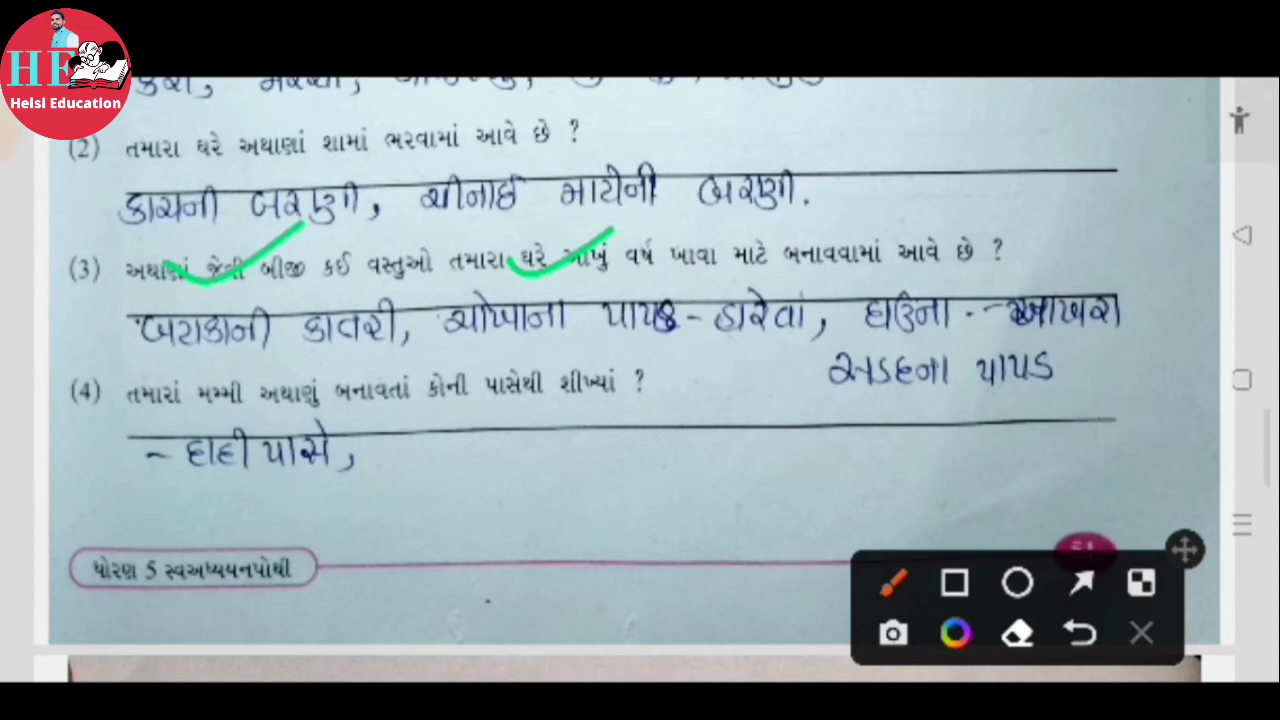 HE
Helsl Education
(2) તમારા ઘરે અથાણાં શામાં ભરવામાં આવે છે ?
કાચની બરણી, ચીનાઈ માટીની બરણી.
(3) અથાણાં જેવી બીજી કઈ વસ્તુઓ તમારા ઘરે આખું વર્ષ ખાવા માટે બનાવવામાં આવે છે ?
બટાકાની કાતરી, ચોખાના પાપડ - સારેવાં, ઘઉંના - ખાખરા
અડદના પાપડ
(4) તમારાં મમ્મી અથાણું બનાવતાં કોની પાસેથી શીખ્યાં ?
- દાદી પાસે,
ધોરણ 5 સ્વઅધ્યયનપોથી